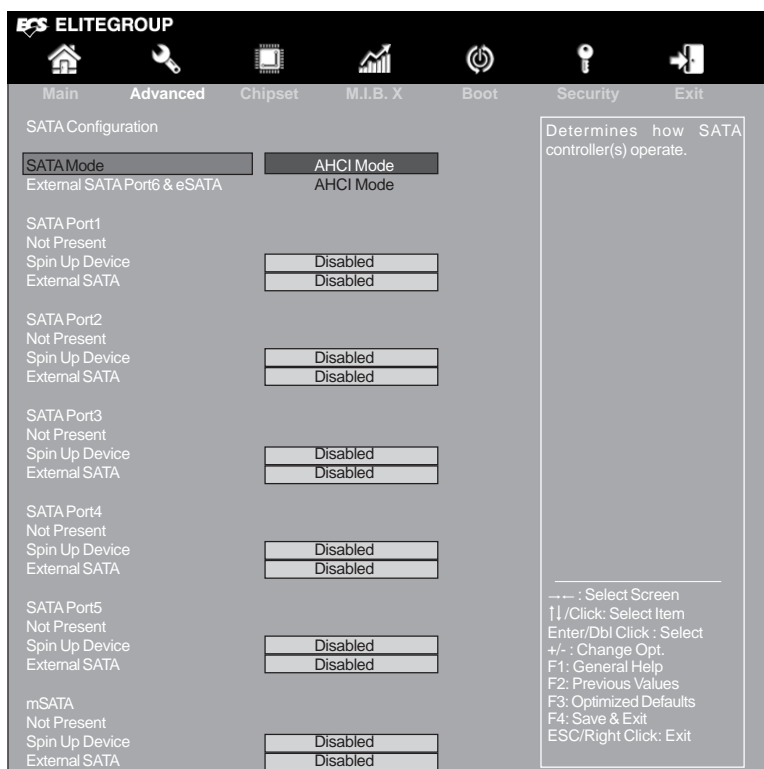 ECS ELITEGROUP
Main Advanced Chipset M.I.B. X Boot Security Exit
SATA Configuration
SATA Mode AHCI Mode
External SATA Port6 & eSATA AHCI Mode
SATA Port1
Not Present
Spin Up Device Disabled
External SATA Disabled
SATA Port2
Not Present
Spin Up Device Disabled
External SATA Disabled
SATA Port3
Not Present
Spin Up Device Disabled
External SATA Disabled
SATA Port4
Not Present
Spin Up Device Disabled
External SATA Disabled
SATA Port5
Not Present
Spin Up Device Disabled
External SATA Disabled
mSATA
Not Present
Spin Up Device Disabled
External SATA Disabled
Determines how SATA
controller(s) operate.
→← : Select Screen
↑↓/Click: Select Item
Enter/Dbl Click : Select
+/- : Change Opt.
F1: General Help
F2: Previous Values
F3: Optimized Defaults
F4: Save & Exit
ESC/Right Click: Exit